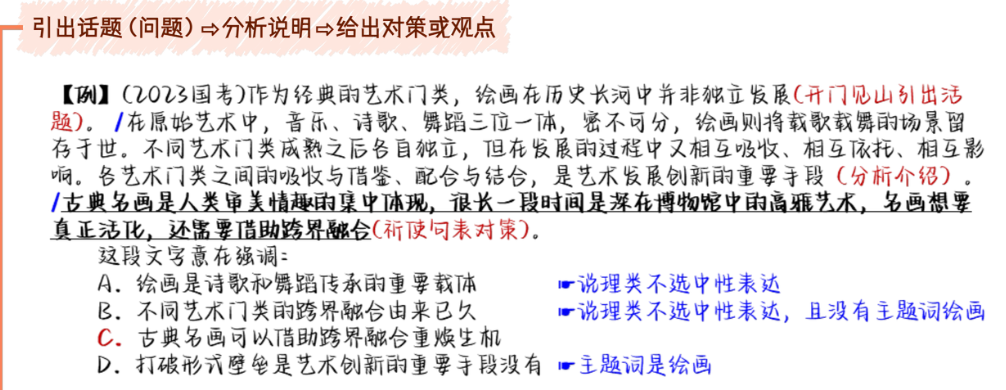 引出话题(问题)⇨分析说明⇨给出对策或观点
【例】(2023国考)作为经典的艺术门类，绘画在历史长河中并非独立发展(开门见山引出话
题)。/在原始艺术中，音乐、诗歌、舞蹈三位一体，密不可分，绘画则将载歌载舞的场景留
存于世。不同艺术门类成熟之后各自独立，但在发展的过程中又相互吸收、相互依托、相互影
响。各艺术门类之间的吸收与借鉴、配合与结合，是艺术发展创新的重要手段（分析介绍）。
/古典名画是人类审美情趣的集中体现，很长一段时间是深在博物馆中的高雅艺术，名画想要
真正活化，还需要借助跨界融合(祈使句表对策)。
这段文字意在强调：
A．绘画是诗歌和舞蹈传承的重要载体 ☛说理类不选中性表达
B．不同艺术门类的跨界融合由来已久 ☛说理类不选中性表达，且没有主题词绘画
C．古典名画可以借助跨界融合重焕生机
D．打破形式壁垒是艺术创新的重要手段没有 ☛主题词是绘画